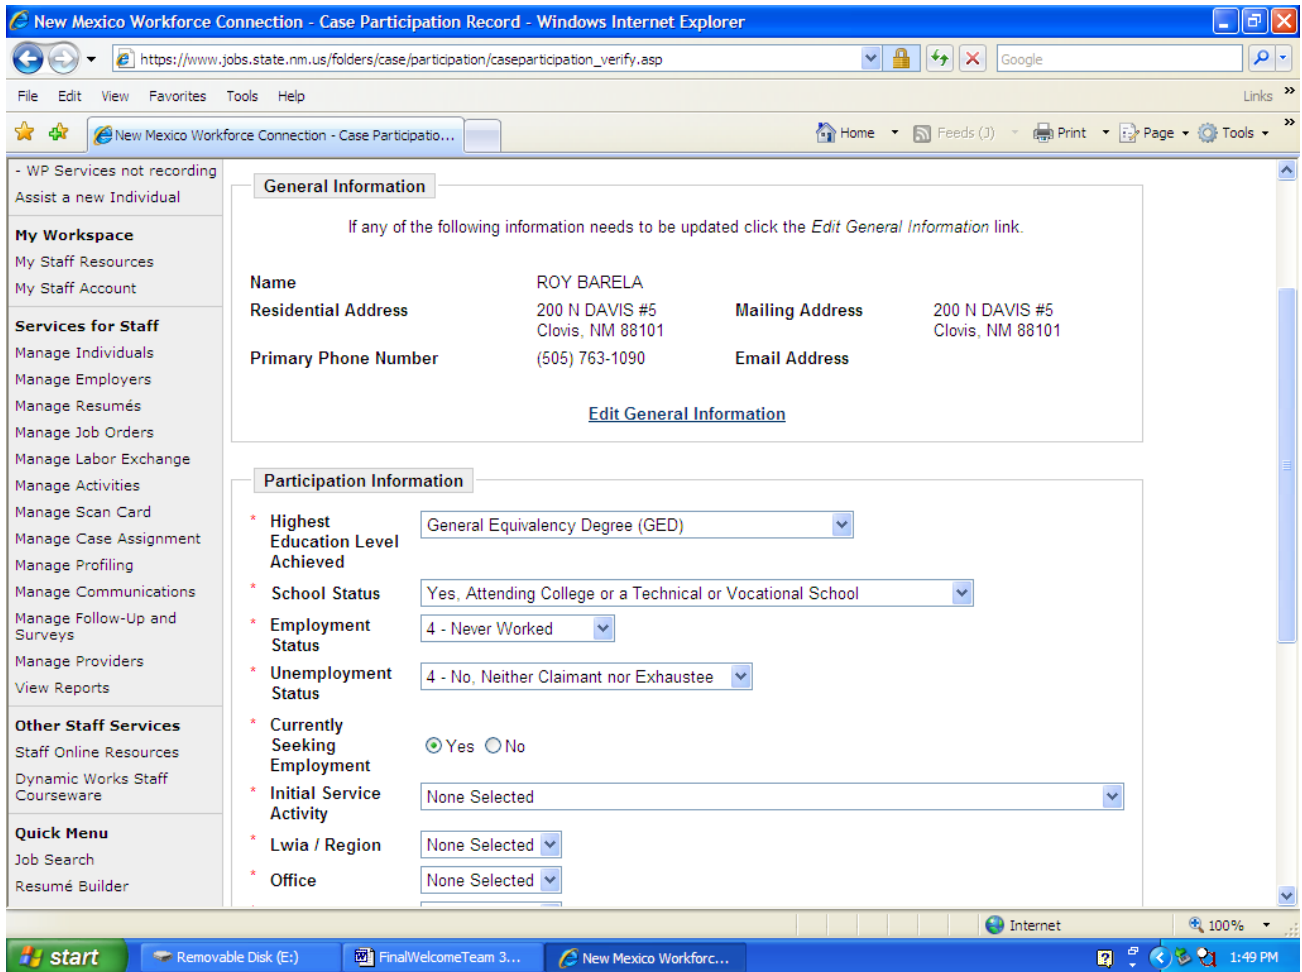 New Mexico Workforce Connection - Case Participation Record - Windows Internet Explorer
https://www.jobs.state.nm.us/folders/case/participation/caseparticipation_verify.asp
Google
File Edit View Favorites Tools Help
Links »
New Mexico Workforce Connection - Case Participatio...
Home Feeds (J) Print Page Tools »
- WP Services not recording
Assist a new Individual
My Workspace
My Staff Resources
My Staff Account
Services for Staff
Manage Individuals
Manage Employers
Manage Resumés
Manage Job Orders
Manage Labor Exchange
Manage Activities
Manage Scan Card
Manage Case Assignment
Manage Profiling
Manage Communications
Manage Follow-Up and
Surveys
Manage Providers
View Reports
Other Staff Services
Staff Online Resources
Dynamic Works Staff
Courseware
Quick Menu
Job Search
Resumé Builder
General Information
If any of the following information needs to be updated click the Edit General Information link.
Name ROY BARELA
Residential Address 200 N DAVIS #5 Mailing Address 200 N DAVIS #5
Clovis, NM 88101 Clovis, NM 88101
Primary Phone Number (505) 763-1090 Email Address
Edit General Information
Participation Information
* Highest
Education Level
Achieved
General Equivalency Degree (GED)
* School Status Yes, Attending College or a Technical or Vocational School
* Employment
Status
4 - Never Worked
* Unemployment
Status
4 - No, Neither Claimant nor Exhaustee
* Currently
Seeking
Employment
Yes No
* Initial Service
Activity
None Selected
* Lwia / Region None Selected
* Office None Selected
Internet 100%
start Removable Disk (E:) FinalWelcomeTeam 3... New Mexico Workforc... 1:49 PM